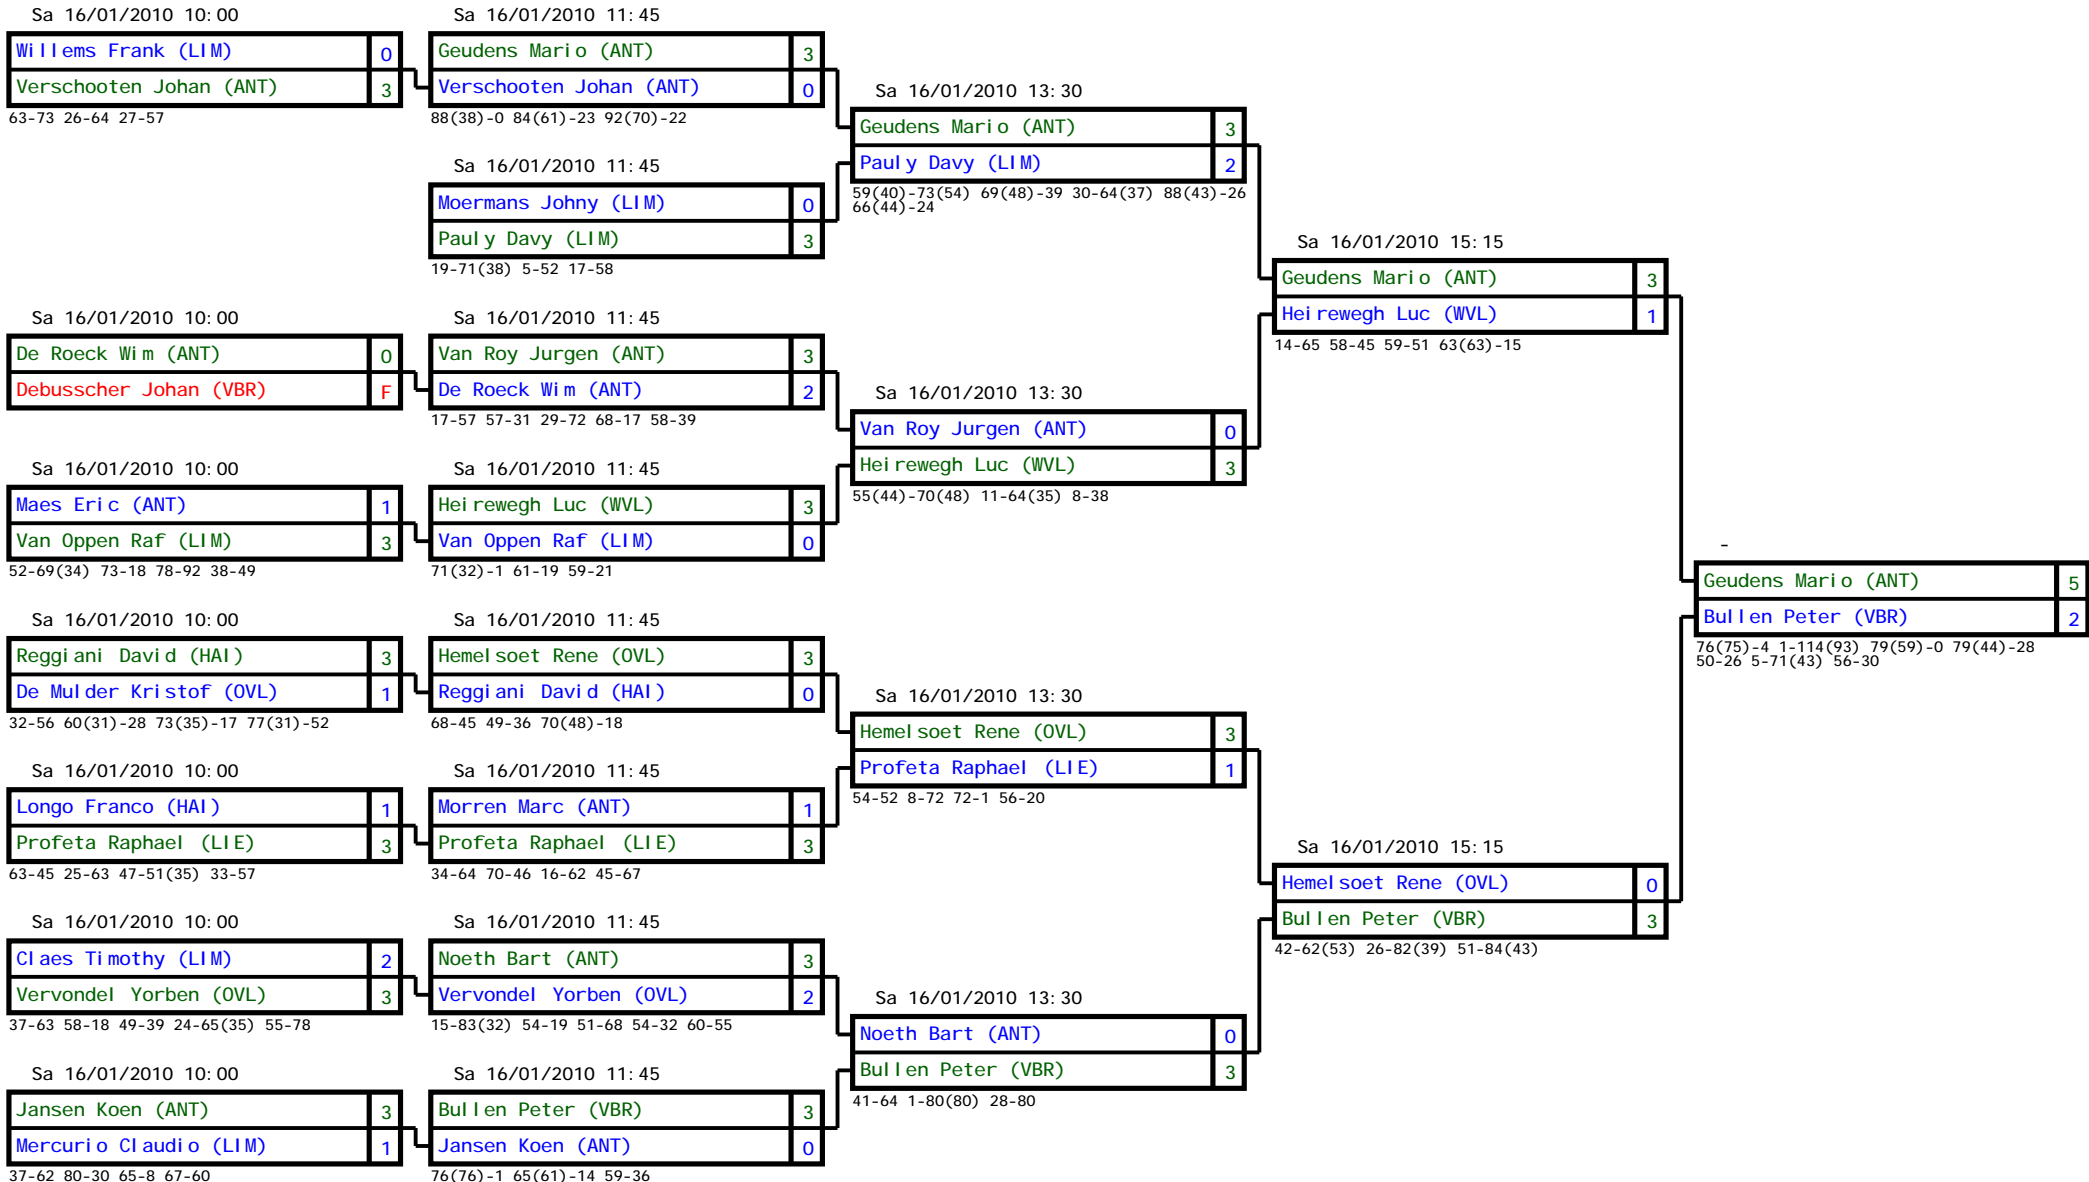 Sa 16/01/2010 10:00
Willems Frank (LIM) 0
Verschooten Johan (ANT) 3
63-73 26-64 27-57
Sa 16/01/2010 10:00
De Roeck Wim (ANT) 0
Debusscher Johan (VBR) F
Sa 16/01/2010 10:00
Maes Eric (ANT) 1
Van Oppen Raf (LIM) 3
52-69(34) 73-18 78-92 38-49
Sa 16/01/2010 10:00
Reggiani David (HAI) 3
De Mulder Kristof (OVL) 1
32-56 60(31)-28 73(35)-17 77(31)-52
Sa 16/01/2010 10:00
Longo Franco (HAI) 1
Profeta Raphael (LIE) 3
63-45 25-63 47-51(35) 33-57
Sa 16/01/2010 10:00
Claes Timothy (LIM) 2
Vervondel Yorben (OVL) 3
37-63 58-18 49-39 24-65(35) 55-78
Sa 16/01/2010 10:00
Jansen Koen (ANT) 3
Mercurio Claudio (LIM) 1
37-62 80-30 65-8 67-60
Sa 16/01/2010 11:45
Geudens Mario (ANT) 3
Verschooten Johan (ANT) 0
88(38)-0 84(61)-23 92(70)-22
Sa 16/01/2010 11:45
Moermans Johny (LIM) 0
Pauly Davy (LIM) 3
19-71(38) 5-52 17-58
Sa 16/01/2010 11:45
Van Roy Jurgen (ANT) 3
De Roeck Wim (ANT) 2
17-57 57-31 29-72 68-17 58-39
Sa 16/01/2010 11:45
Heirewegh Luc (WVL) 3
Van Oppen Raf (LIM) 0
71(32)-1 61-19 59-21
Sa 16/01/2010 11:45
Hemelsoet Rene (OVL) 3
Reggiani David (HAI) 0
68-45 49-36 70(48)-18
Sa 16/01/2010 11:45
Morren Marc (ANT) 1
Profeta Raphael (LIE) 3
34-64 70-46 16-62 45-67
Sa 16/01/2010 11:45
Noeth Bart (ANT) 3
Vervondel Yorben (OVL) 2
15-83(32) 54-19 51-68 54-32 60-55
Sa 16/01/2010 11:45
Bullen Peter (VBR) 3
Jansen Koen (ANT) 0
76(76)-1 65(61)-14 59-36
Sa 16/01/2010 13:30
Geudens Mario (ANT) 3
Pauly Davy (LIM) 2
59(40)-73(54) 69(48)-39 30-64(37) 88(43)-26
66(44)-24
Sa 16/01/2010 13:30
Van Roy Jurgen (ANT) 0
Heirewegh Luc (WVL) 3
55(44)-70(48) 11-64(35) 8-38
Sa 16/01/2010 13:30
Hemelsoet Rene (OVL) 3
Profeta Raphael (LIE) 1
54-52 8-72 72-1 56-20
Sa 16/01/2010 13:30
Noeth Bart (ANT) 0
Bullen Peter (VBR) 3
41-64 1-80(80) 28-80
Sa 16/01/2010 15:15
Geudens Mario (ANT) 3
Heirewegh Luc (WVL) 1
14-65 58-45 59-51 63(63)-15
Sa 16/01/2010 15:15
Hemelsoet Rene (OVL) 0
Bullen Peter (VBR) 3
42-62(53) 26-82(39) 51-84(43)
-
Geudens Mario (ANT) 5
Bullen Peter (VBR) 2
76(75)-4 1-114(93) 79(59)-0 79(44)-28
50-26 5-71(43) 56-30